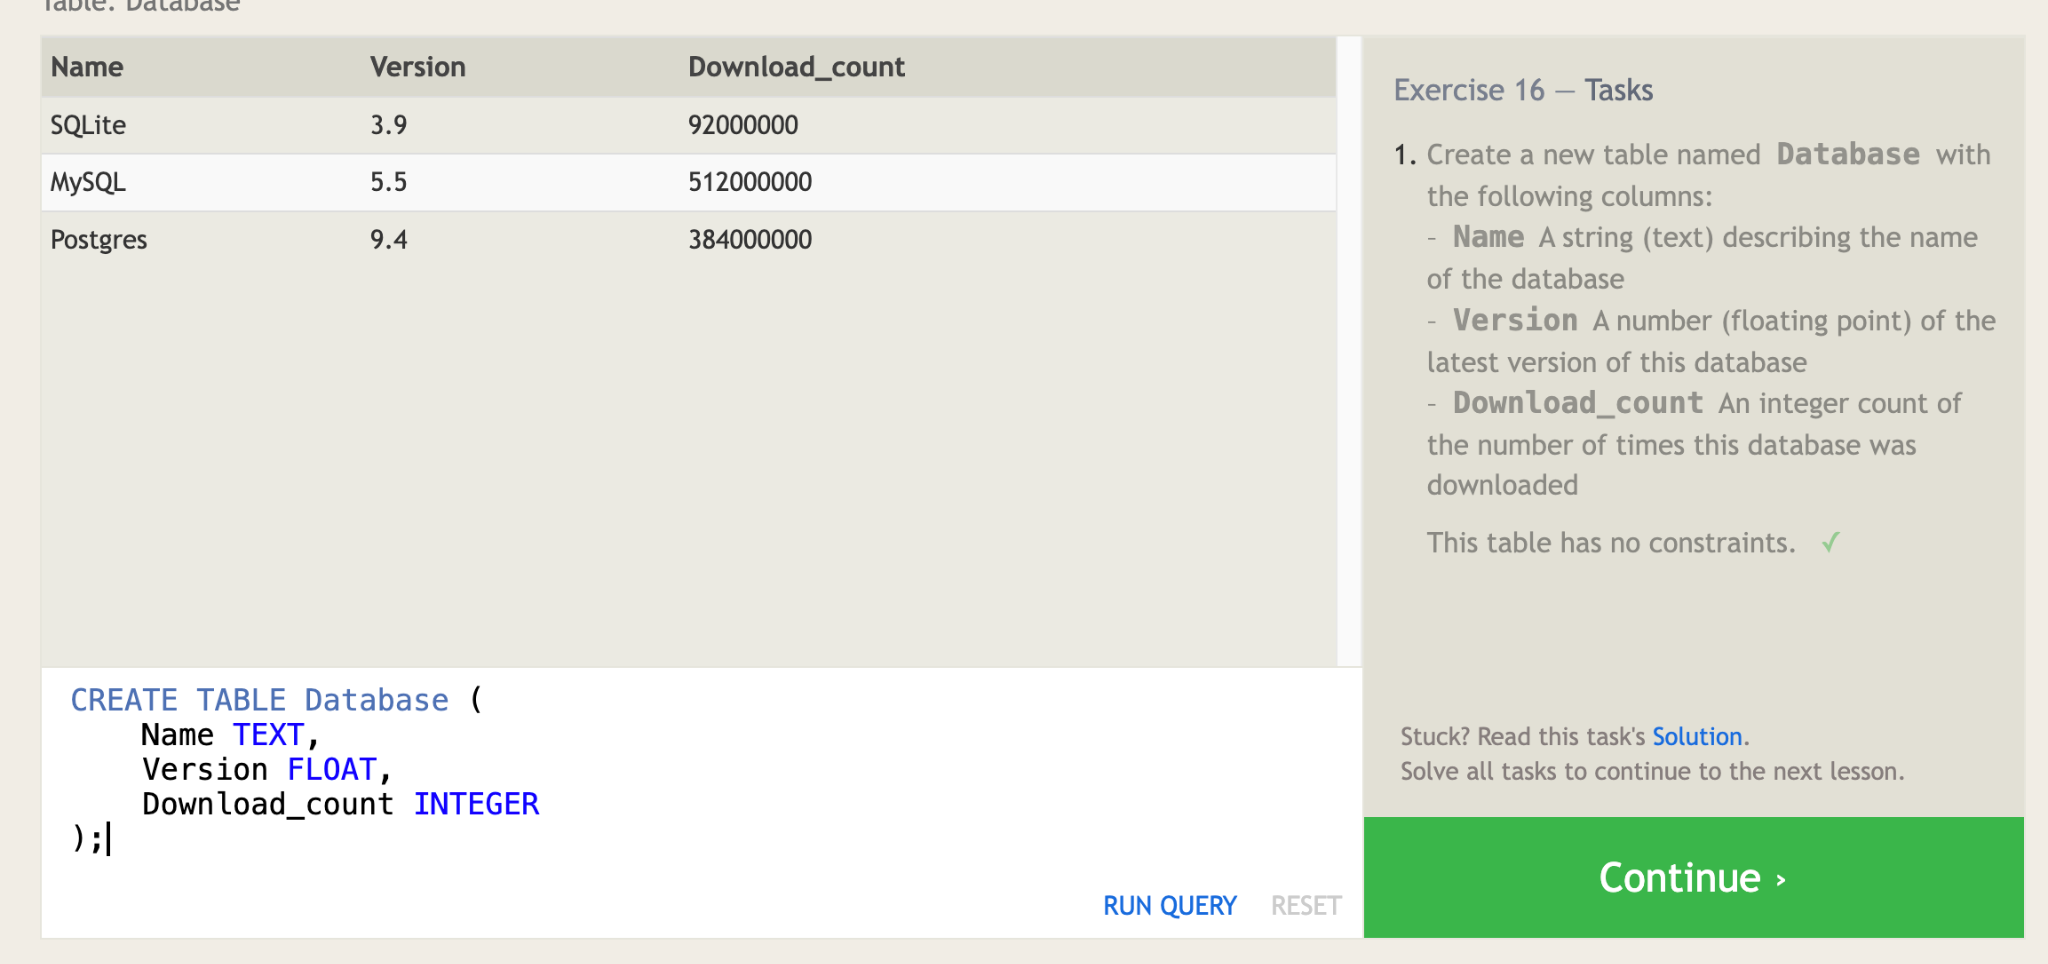 Table: Database
Name Version Download_count
SQLite 3.9 92000000
MySQL 5.5 512000000
Postgres 9.4 384000000
CREATE TABLE Database (
Name TEXT,
Version FLOAT,
Download_count INTEGER
);
RUN QUERY RESET
Exercise 16 — Tasks
1. Create a new table named Database with
the following columns:
- Name A string (text) describing the name
of the database
- Version A number (floating point) of the
latest version of this database
- Download_count An integer count of
the number of times this database was
downloaded
This table has no constraints. ✓
Stuck? Read this task's Solution.
Solve all tasks to continue to the next lesson.
Continue ›